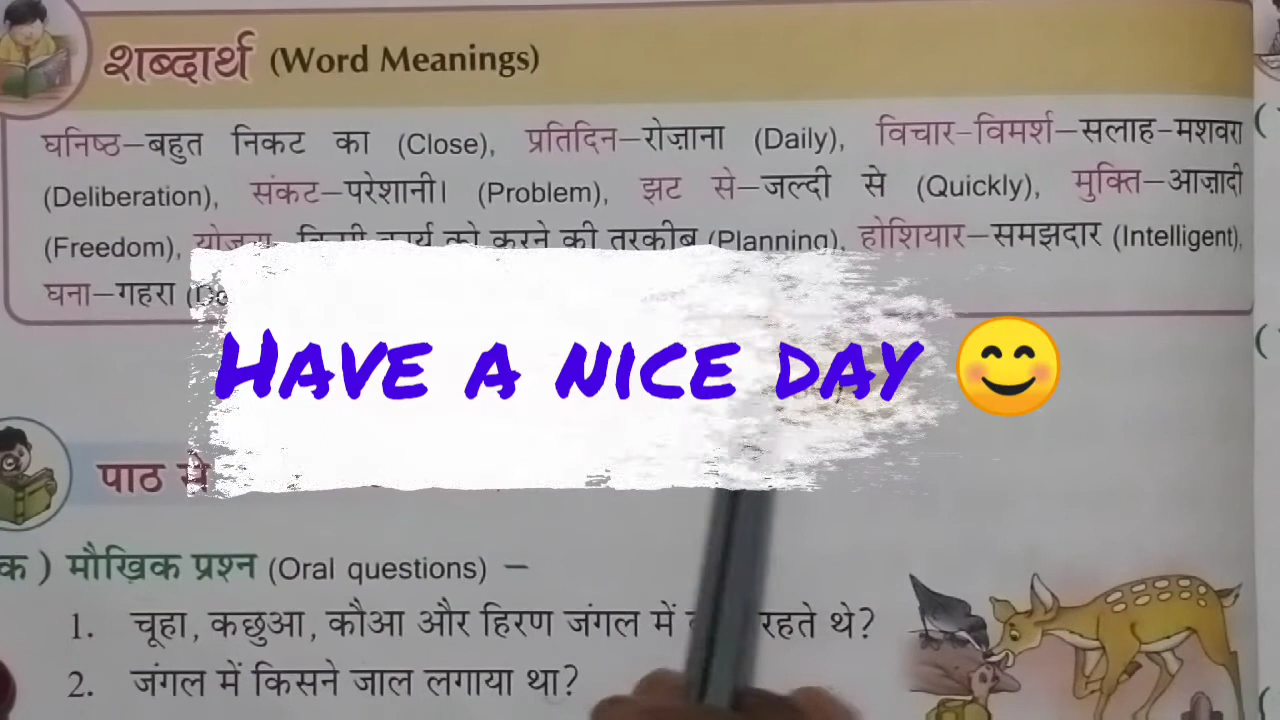 शब्दार्थ (Word Meanings)
घनिष्ठ–बहुत निकट का (Close), प्रतिदिन–रोज़ाना (Daily), विचार-विमर्श–सलाह-मशवरा
(Deliberation), संकट–परेशानी। (Problem), झट से–जल्दी से (Quickly), मुक्ति–आज़ादी
(Freedom), किसी कार्य को करने की तरकीब (Planning), होशियार–समझदार (Intelligent),
घना–गहरा
HAVE A NICE DAY 😊
पाठ से
क) मौखिक प्रश्न (Oral questions) –
1. चूहा, कछुआ, कौआ और हिरण जंगल में रहते थे?
2. जंगल में किसने जाल लगाया था?